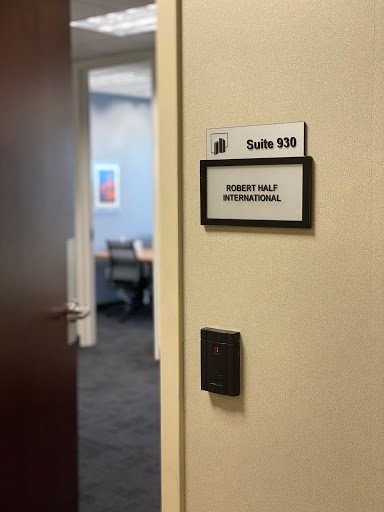 Suite 930
ROBERT HALF
INTERNATIONAL